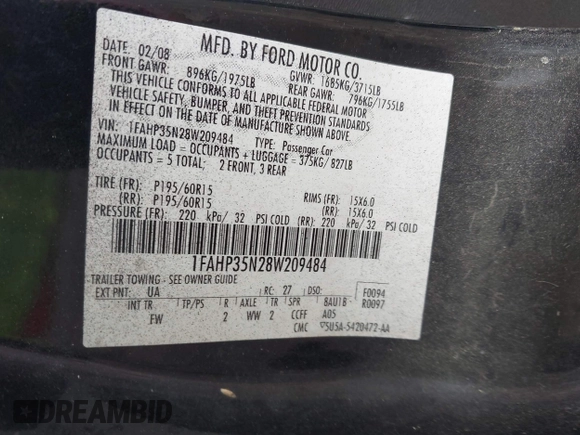 MFD. BY FORD MOTOR CO.
DATE: 02/08 GVWR: 1685KG/3715LB
FRONT GAWR: 896KG/1975LB REAR GAWR: 796KG/1755LB
THIS VEHICLE CONFORMS TO ALL APPLICABLE FEDERAL MOTOR
VEHICLE SAFETY, BUMPER, AND THEFT PREVENTION STANDARDS
IN EFFECT ON THE DATE OF MANUFACTURE SHOWN ABOVE.
VIN: 1FAHP35N28W209484 TYPE: Passenger Car
MAXIMUM LOAD = OCCUPANTS + LUGGAGE = 375KG/ 827LB
OCCUPANTS = 5 TOTAL: 2 FRONT, 3 REAR
TIRE (FR): P195/60R15 RIMS (FR): 15X6.0
(RR): P195/60R15 (RR): 15X6.0
PRESSURE (FR): 220 kPa/ 32 PSI COLD (RR): 220 kPa/ 32 PSI COLD
1FAHP35N28W209484
TRAILER TOWING - SEE OWNER GUIDE
EXT PNT: UA RC: 27 DSO: F0094
INT TR TP/PS R AXLE TR SPR 8AU1B R0097
FW 2 WW 2 CCFF A05
CMC 5U5A-5420472-AA
DREAMBID